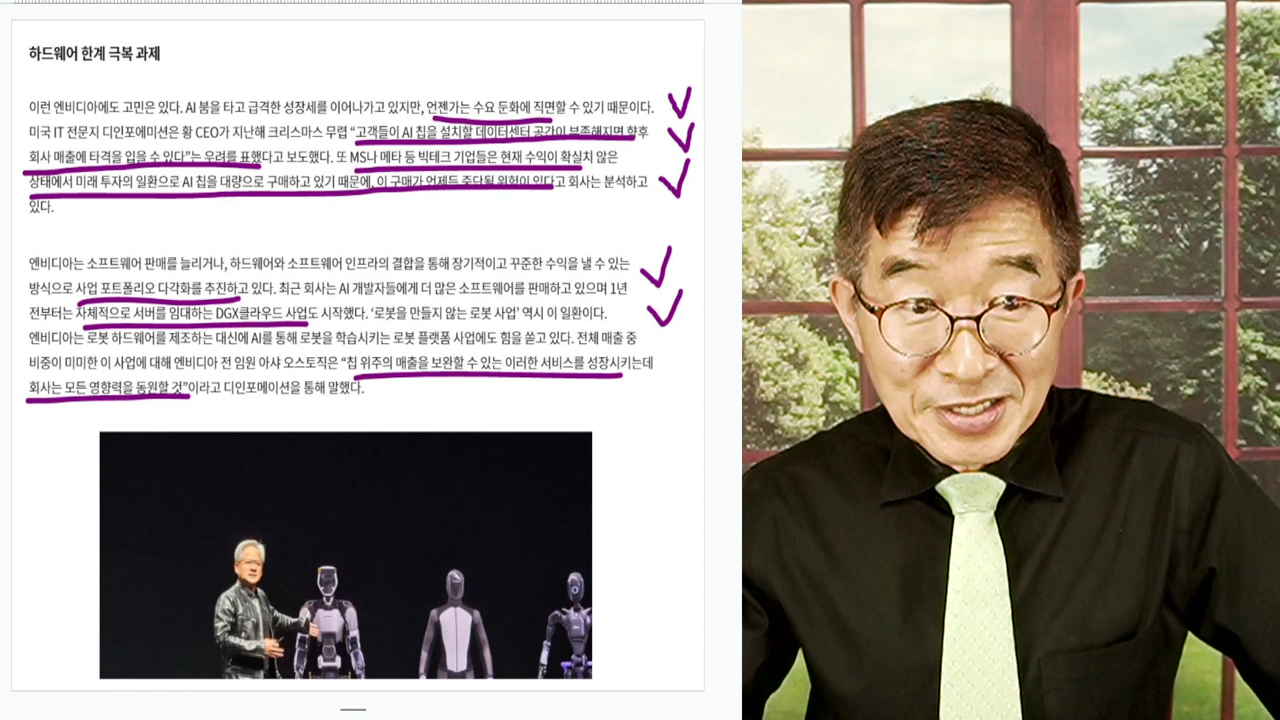 하드웨어 한계 극복 과제
이런 엔비디아에도 고민은 있다. AI 붐을 타고 급격한 성장세를 이어나가고 있지만, 언젠가는 수요 둔화에 직면할 수 있기 때문이다.
미국 IT 전문지 디인포에미션은 황 CEO가 지난해 크리스마스 무렵 “고객들이 AI 칩을 설치할 데이터센터 공간이 부족해지면 향후
회사 매출에 타격을 입을 수 있다”는 우려를 표했다고 보도했다. 또 MS나 메타 등 빅테크 기업들은 현재 수익이 확실치 않은
상태에서 미래 투자의 일환으로 AI 칩을 대량으로 구매하고 있기 때문에, 이 구매가 언제든 중단될 위험이 있다고 회사는 분석하고
있다.
엔비디아는 소프트웨어 판매를 늘리거나, 하드웨어와 소프트웨어 인프라의 결합을 통해 장기적이고 꾸준한 수익을 낼 수 있는
방식으로 사업 포트폴리오 다각화를 추진하고 있다. 최근 회사는 AI 개발자들에게 더 많은 소프트웨어를 판매하고 있으며 1년
전부터는 자체적으로 서버를 임대하는 DGX클라우드 사업도 시작했다. ‘로봇을 만들지 않는 로봇 사업’ 역시 이 일환이다.
엔비디아는 로봇 하드웨어를 제조하는 대신에 AI를 통해 로봇을 학습시키는 로봇 플랫폼 사업에도 힘을 쏟고 있다. 전체 매출 중
비중이 미미한 이 사업에 대해 엔비디아 전 임원 아샤 오스토직은 “칩 위주의 매출을 보완할 수 있는 이러한 서비스를 성장시키는데
회사는 모든 영향력을 동원할 것”이라고 디인포메이션을 통해 말했다.